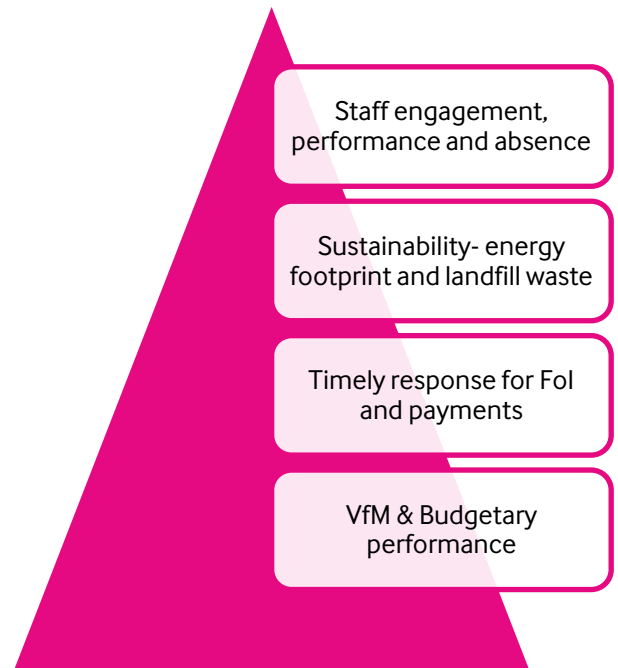 Staff engagement,
performance and absence
Sustainability- energy
footprint and landfill waste
Timely response for FoI
and payments
VfM & Budgetary
performance